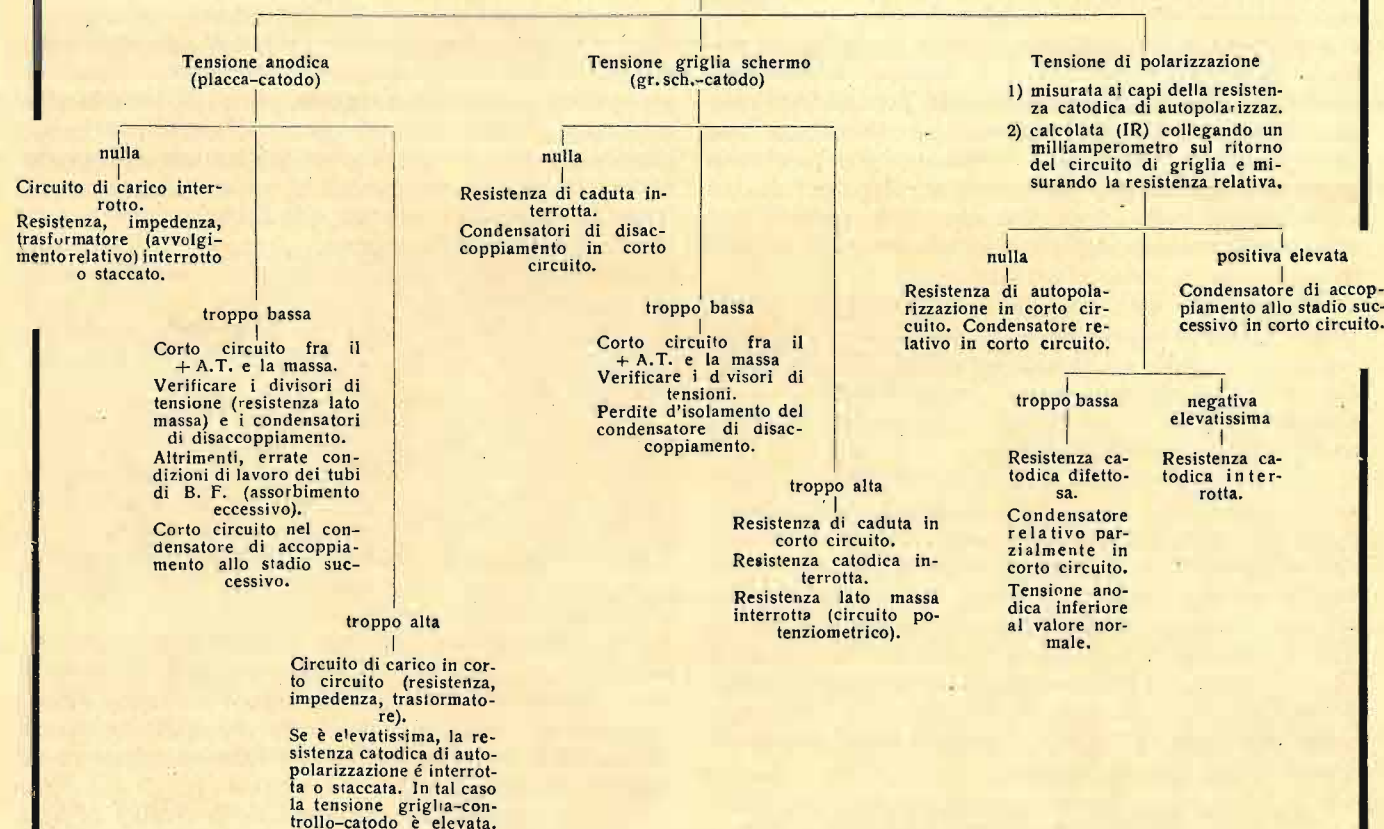 Tensione anodica
(placca-catodo)
nulla
Circuito di carico inter-
rotto.
Resistenza, impedenza,
trasformatore (avvolgi-
mento relativo) interrotto
o staccato.
troppo bassa
Corto circuito fra il
+ A.T. e la massa.
Verificare i divisori di
tensione (resistenza lato
massa) e i condensatori
di disaccoppiamento.
Altrimenti, errate con-
dizioni di lavoro dei tubi
di B. F. (assorbimento
eccessivo).
Corto circuito nel con-
densatore di accoppia-
mento allo stadio suc-
cessivo.
troppo alta
Circuito di carico in cor-
to circuito (resistenza,
impedenza, trasformato-
re).
Se è elevatissima, la re-
sistenza catodica di auto-
polarizzazione é interrot-
ta o staccata. In tal caso
la tensione griglia-con-
trollo-catodo è elevata.
Tensione griglia schermo
(gr. sch.-catodo)
nulla
Resistenza di caduta in-
terrotta.
Condensatori di disac-
coppiamento in corto
circuito.
troppo bassa
Corto circuito fra il
+ A.T. e la massa
Verificare i d visori di
tensioni.
Perdite d'isolamento del
condensatore di disac-
coppiamento.
troppo alta
Resistenza di caduta in
corto circuito.
Resistenza catodica in-
terrotta.
Resistenza lato massa
interrotta (circuito po-
tenziometrico).
Tensione di polarizzazione
1) misurata ai capi della resisten-
za catodica di autopolarizzaz.
2) calcolata (IR) collegando un
milliamperometro sul ritorno
del circuito di griglia e mi-
surando la resistenza relativa.
nulla
Resistenza di autopola-
rizzazione in corto cir-
cuito. Condensatore re-
lativo in corto circuito.
positiva elevata
Condensatore di accop-
piamento allo stadio suc-
cessivo in corto circuito.
troppo bassa
Resistenza ca-
todica difetto-
sa.
Condensatore
relativo par-
zialmente in
corto circuito.
Tensione ano-
dica inferiore
al valore nor-
male.
negativa
elevatissima
Resistenza ca-
todica inter-
rotta.